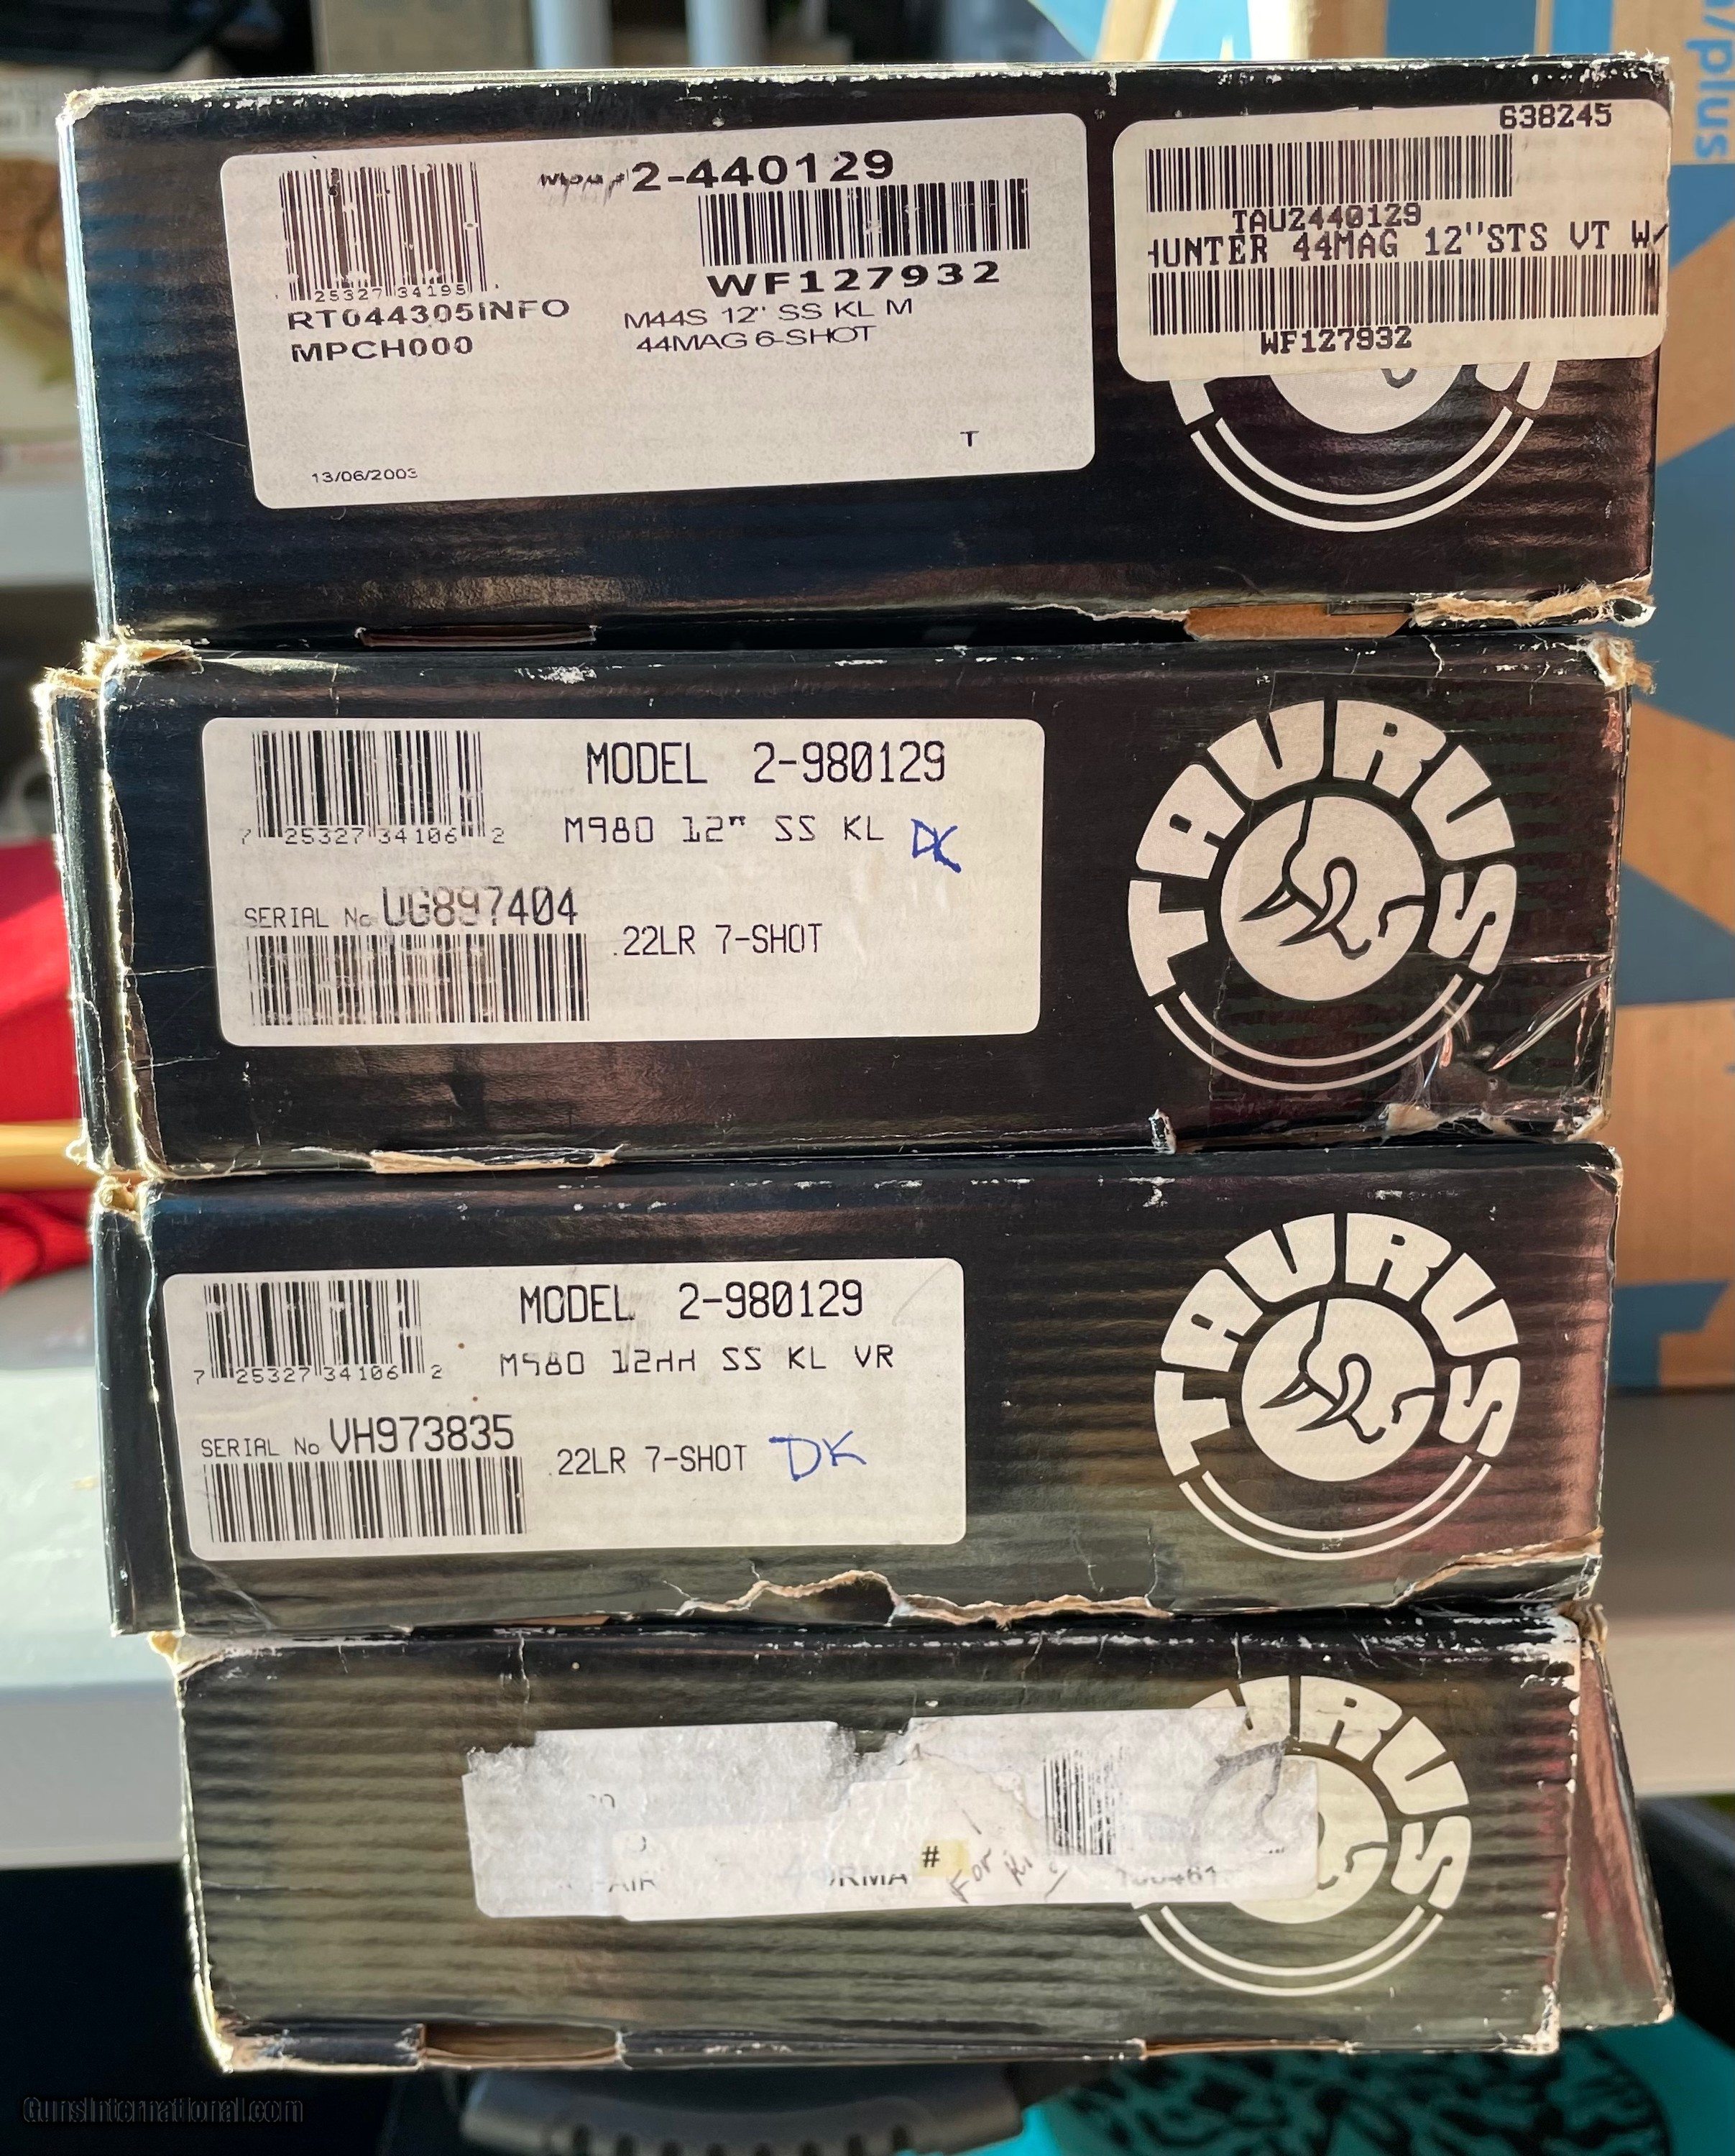 638245
2-440129
TAU2440129
HUNTER 44MAG 12"STS VT W/
25327 34195
WF127932
RT044305INFO
M44S 12" SS KL M
MPCH000
44MAG 6-SHOT
WF127932
T
13/06/2003
/plus
MODEL 2-980129
7 25327 34106 2
M980 12" SS KL DK
SERIAL No UG897404
.22LR 7-SHOT
TAURUS
MODEL 2-980129
7 25327 34106 2
M980 12HH SS KL VR
SERIAL No VH973835
.22LR 7-SHOT DK
TAURUS
URUS
#
For
GunsInternational.com